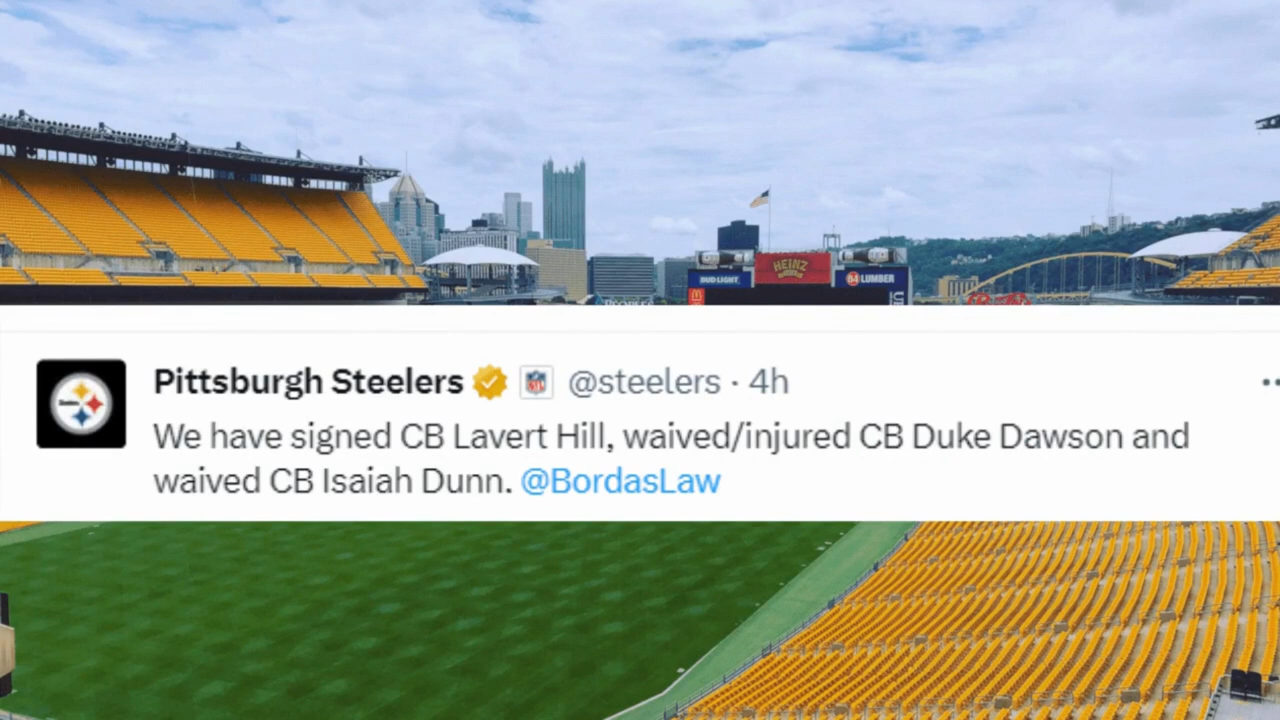 HEINZ
BUD LIGHT
84 LUMBER
Pittsburgh Steelers @steelers · 4h
We have signed CB Lavert Hill, waived/injured CB Duke Dawson and
waived CB Isaiah Dunn. @BordasLaw